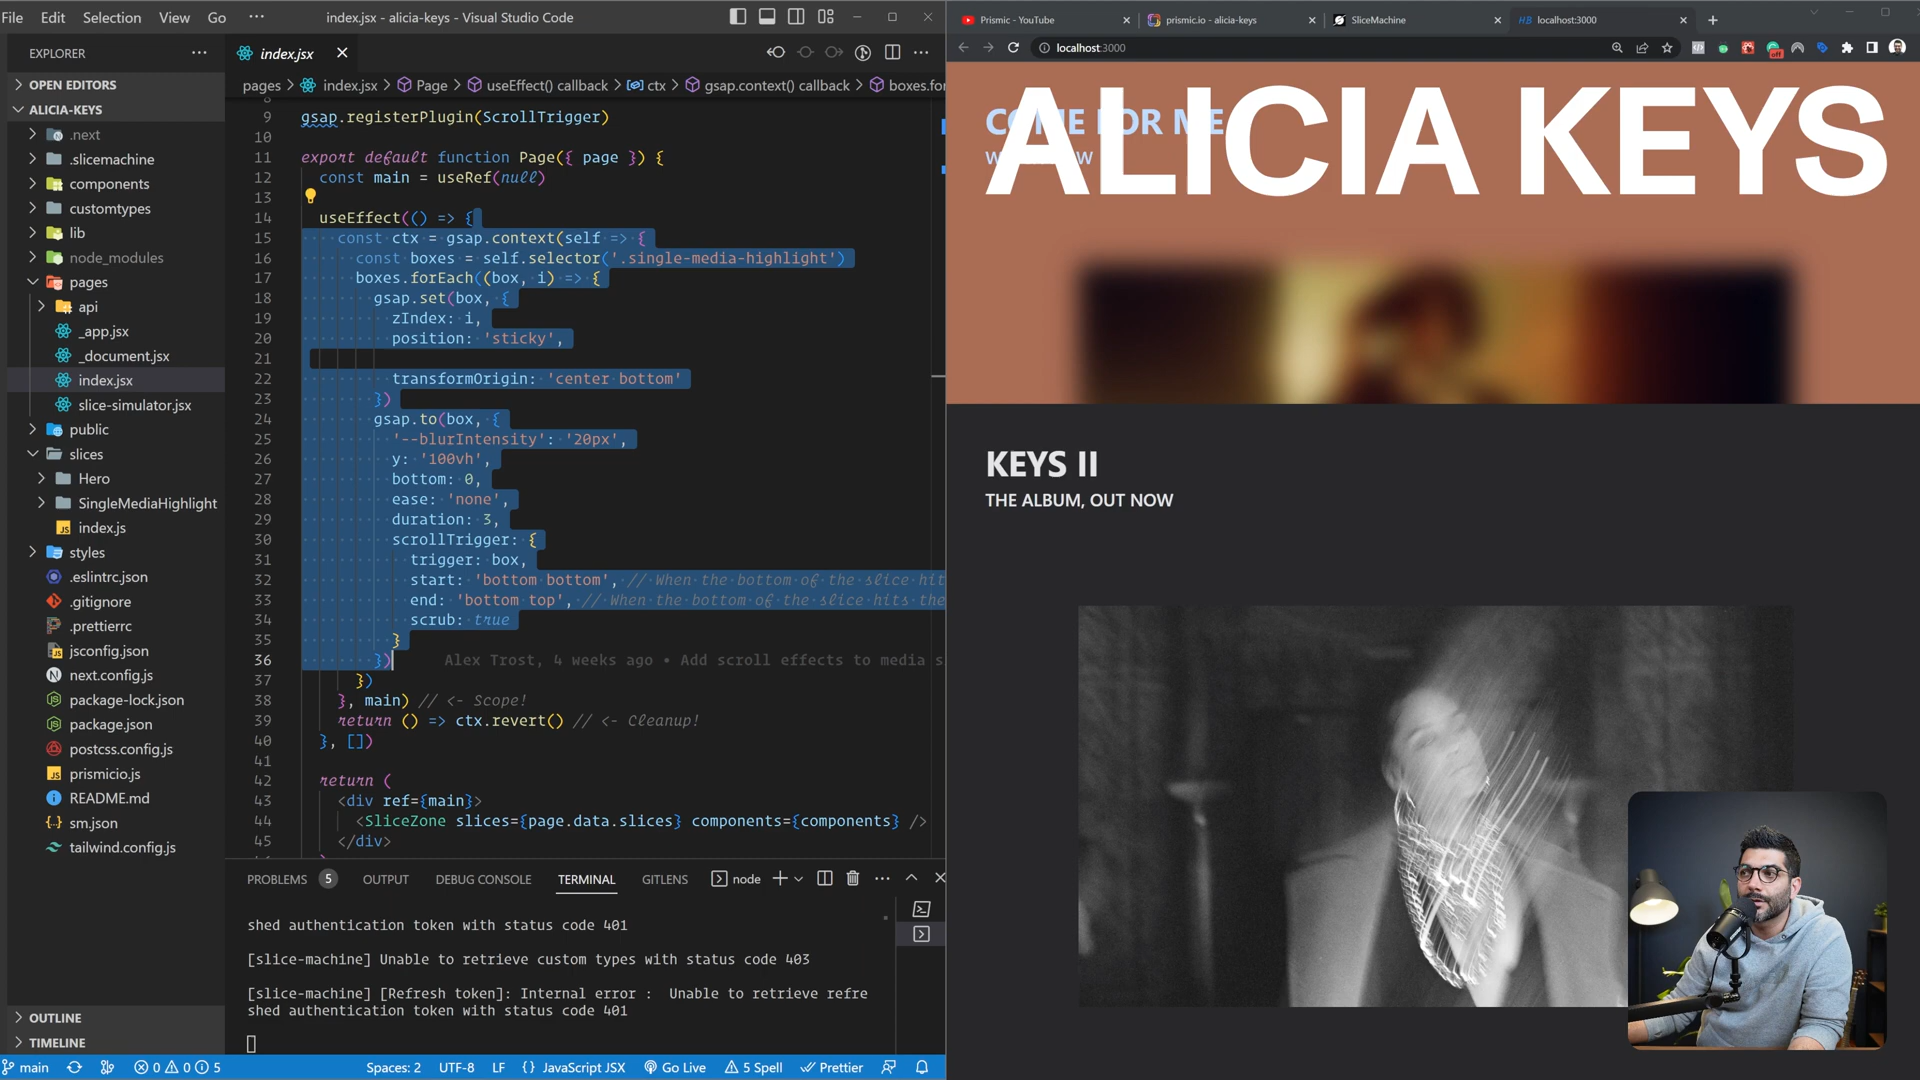 File Edit Selection View Go ···
index.jsx - alicia-keys - Visual Studio Code
EXPLORER ···
OPEN EDITORS
ALICIA-KEYS
.next
.slicemachine
components
customtypes
lib
node_modules
pages
api
_app.jsx
_document.jsx
index.jsx
slice-simulator.jsx
public
slices
Hero
SingleMediaHighlight
index.js
styles
.eslintrc.json
.gitignore
.prettierrc
jsconfig.json
next.config.js
package-lock.json
package.json
postcss.config.js
prismicio.js
README.md
sm.json
tailwind.config.js
OUTLINE
TIMELINE
index.jsx
pages > index.jsx > Page > useEffect() callback > ctx > gsap.context() callback > boxes.for
9 gsap.registerPlugin(ScrollTrigger)
10
11 export default function Page({ page }) {
12 const main = useRef(null)
13
14 useEffect(() => {
15 const ctx = gsap.context(self => {
16 const boxes = self.selector('.single-media-highlight')
17 boxes.forEach((box, i) => {
18 gsap.set(box, {
19 zIndex: i,
20 position: 'sticky',
21
22 transformOrigin: 'center bottom'
23 })
24 gsap.to(box, {
25 '--blurIntensity': '20px',
26 y: '100vh',
27 bottom: 0,
28 ease: 'none',
29 duration: 3,
30 scrollTrigger: {
31 trigger: box,
32 start: 'bottom bottom', // When the bottom of the slice hit
33 end: 'bottom top', // When the bottom of the slice hits the
34 scrub: true
35 }
36 }) Alex Trost, 4 weeks ago • Add scroll effects to media s
37 })
38 }, main) // <- Scope!
39 return () => ctx.revert() // <- Cleanup!
40 }, [])
41
42 return (
43 <div ref={main}>
44 <SliceZone slices={page.data.slices} components={components} />
45 </div>
PROBLEMS 5 OUTPUT DEBUG CONSOLE TERMINAL GITLENS node
shed authentication token with status code 401
[slice-machine] Unable to retrieve custom types with status code 403
[slice-machine] [Refresh token]: Internal error : Unable to retrieve refre
shed authentication token with status code 401
main 0 0 5 Spaces: 2 UTF-8 LF {} JavaScript JSX Go Live 5 Spell Prettier
Prismic - YouTube
prismic.io - alicia-keys
SliceMachine
HB localhost:3000
localhost:3000
off
ALICIA KEYS
KEYS II
THE ALBUM, OUT NOW